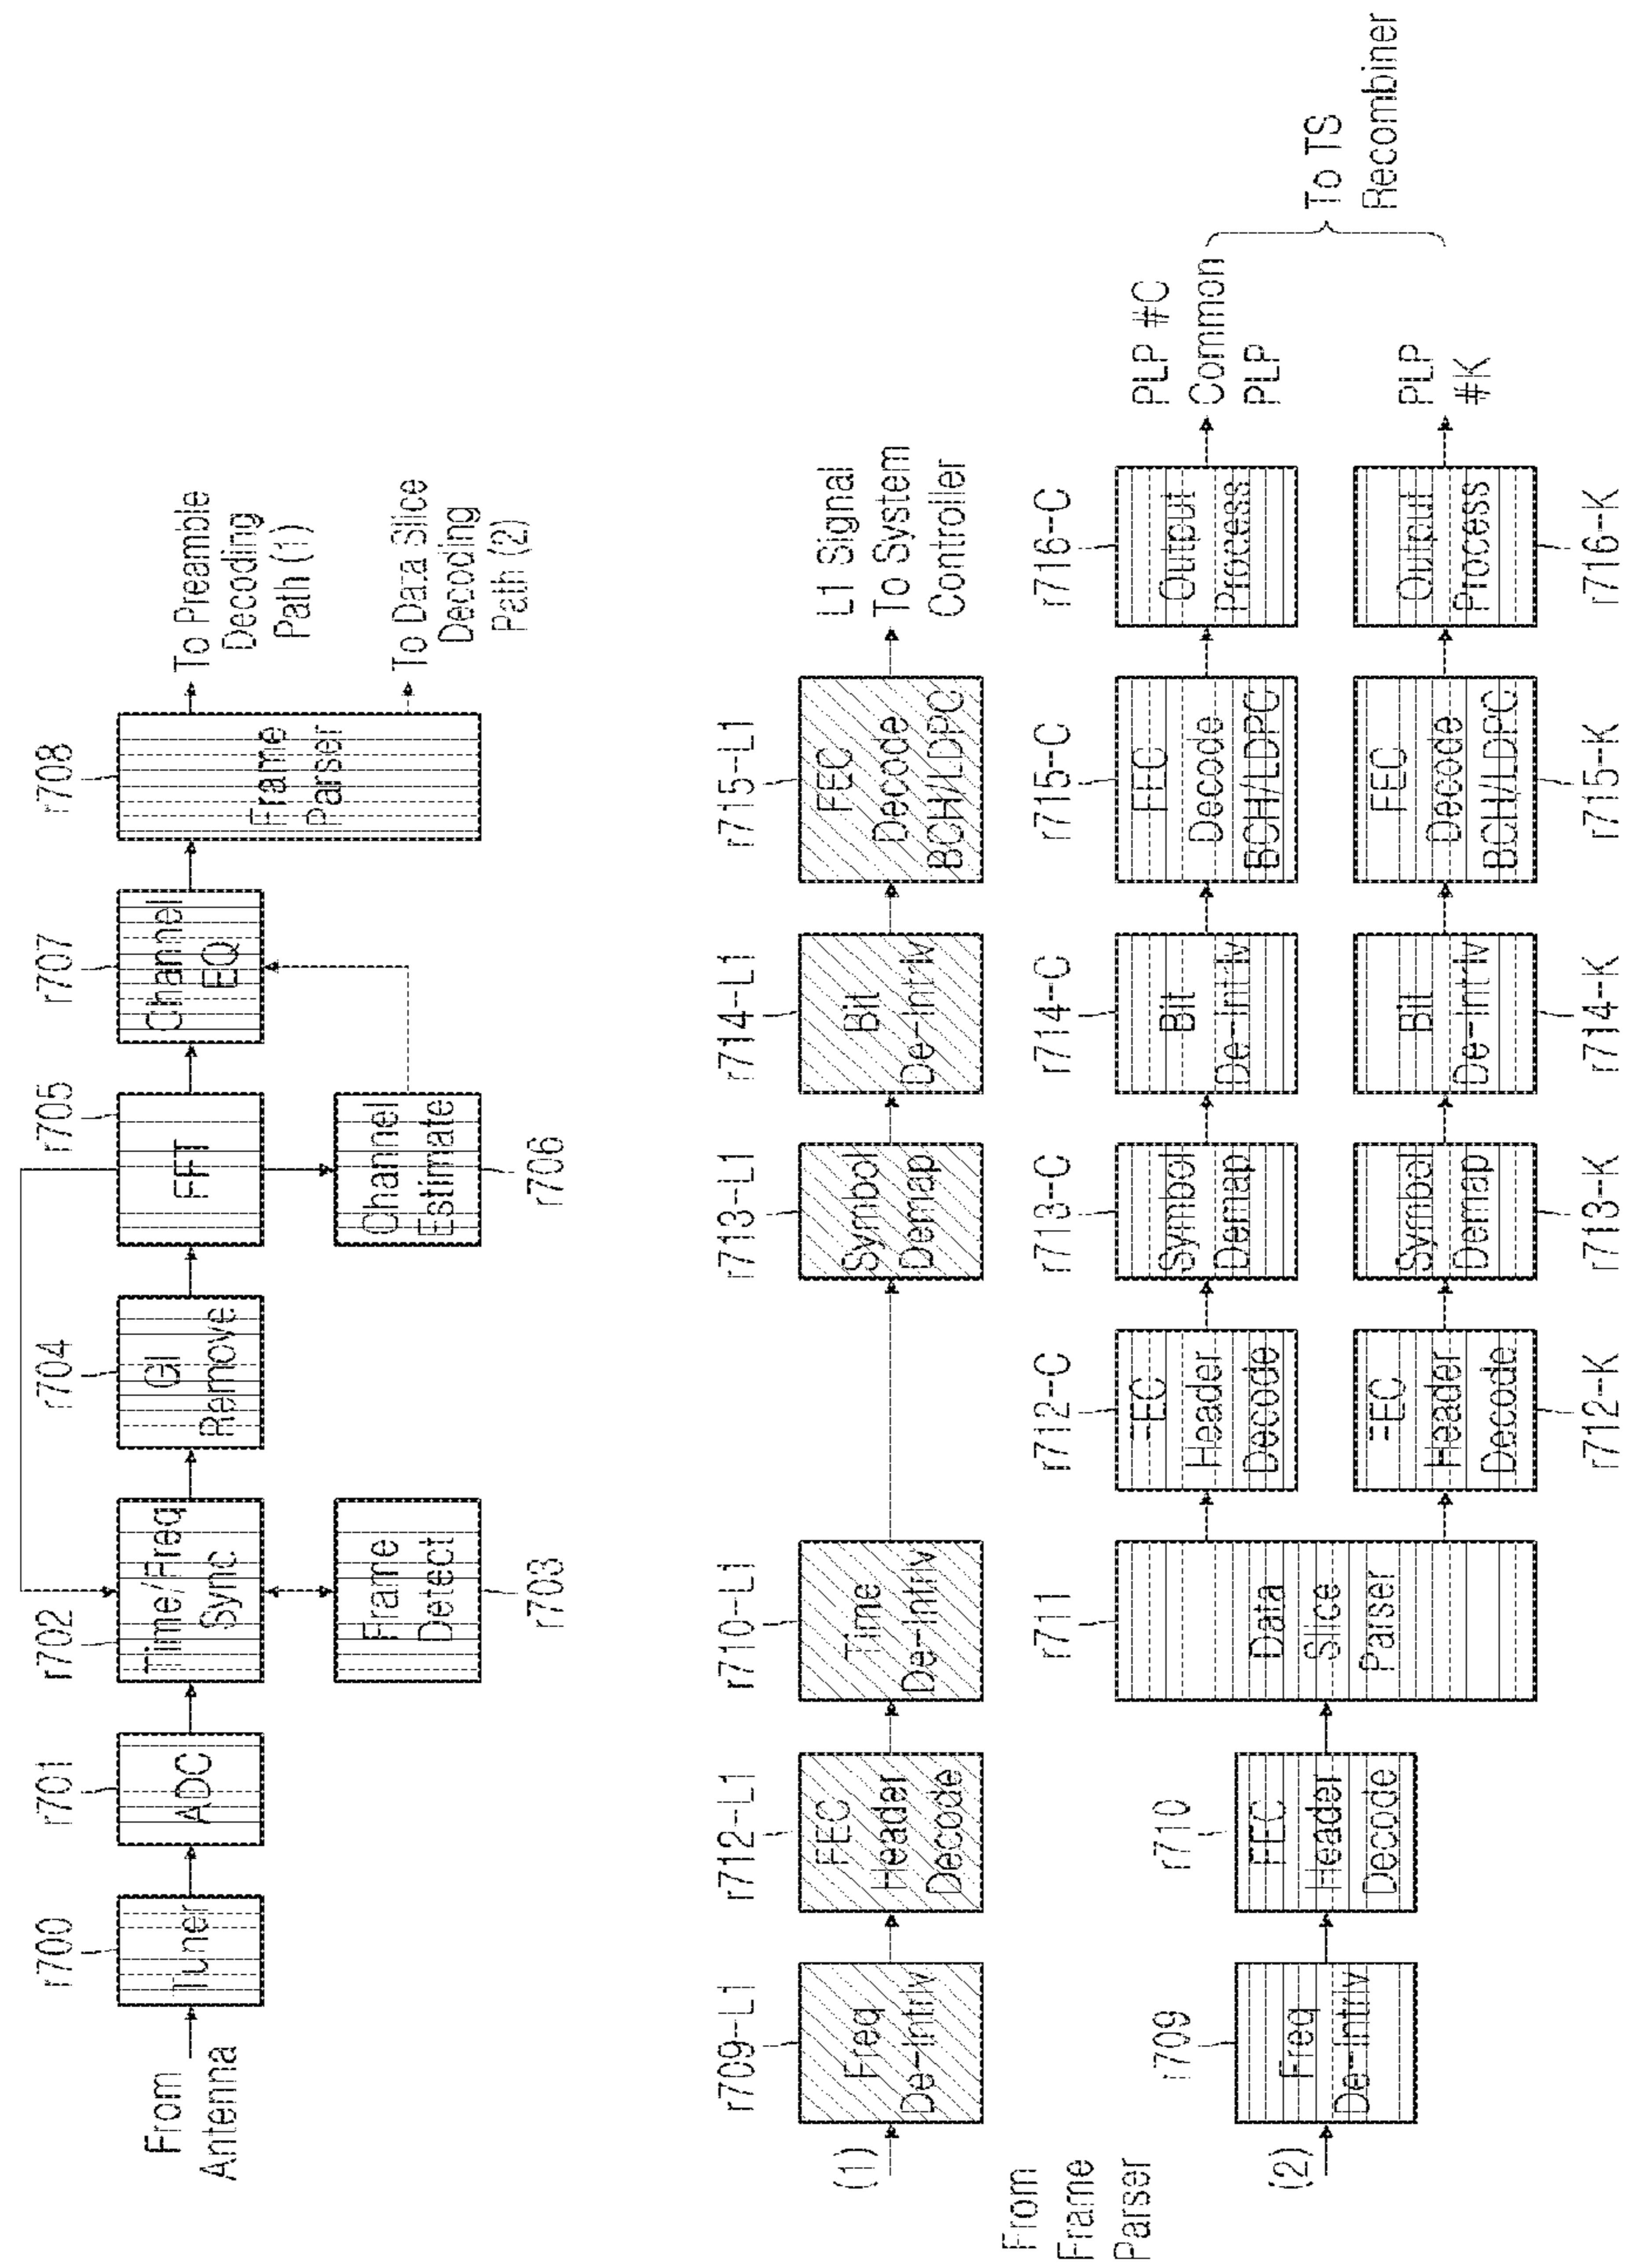 r700
r701
r702
r704
r705
r707
r708
From
Antenna
Tuner
ADC
Time/Freq
Sync
GI
Remove
FFT
Channel
EQ
Frame
Parser
To Preamble
Decoding
Path (1)
To Data Slice
Decoding
Path (2)
Frame
Detect
r703
Channel
Estimate
r706
r709-L1
r712-L1
r710-L1
r713-L1
r714-L1
r715-L1
(1)
Freq
De-Intrlv
FEC
Header
Decode
Time
De-Intrlv
Symbol
Demap
Bit
De-Intrlv
FEC
Decode
BCH/LDPC
L1 Signal
To System
Controller
From
Frame
Parser
r709
r710
r711
r712-C
r713-C
r714-C
r715-C
r716-C
(2)
Freq
De-Intrlv
FEC
Header
Decode
Data
Slice
Parser
FEC
Header
Decode
Symbol
Demap
Bit
De-Intrlv
FEC
Decode
BCH/LDPC
Output
Process
PLP #C
Common
PLP
FEC
Header
Decode
Symbol
Demap
Bit
De-Intrlv
FEC
Decode
BCH/LDPC
Output
Process
PLP
#K
r712-K
r713-K
r714-K
r715-K
r716-K
To TS
Recombiner